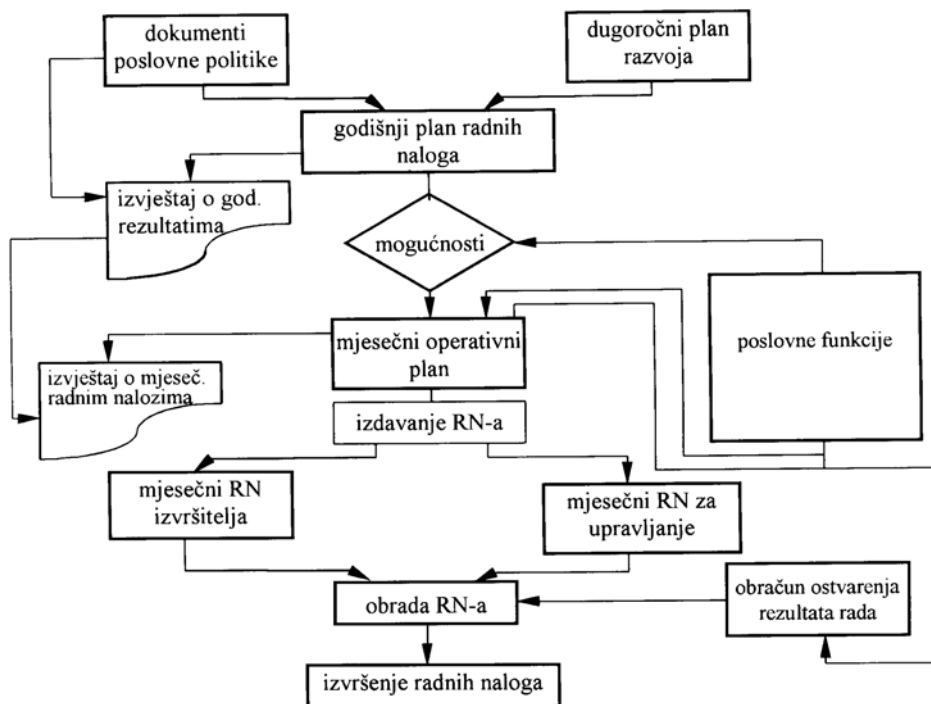 dokumenti
poslovne politike
dugoročni plan
razvoja
godišnji plan radnih
naloga
izvještaj o god.
rezultatima
mogućnosti
poslovne funkcije
mjesečni operativni
plan
izvještaj o mjeseč.
radnim nalozima
izdavanje RN-a
mjesečni RN
izvršitelja
mjesečni RN za
upravljanje
obračun ostvarenja
rezultata rada
obrada RN-a
izvršenje radnih naloga